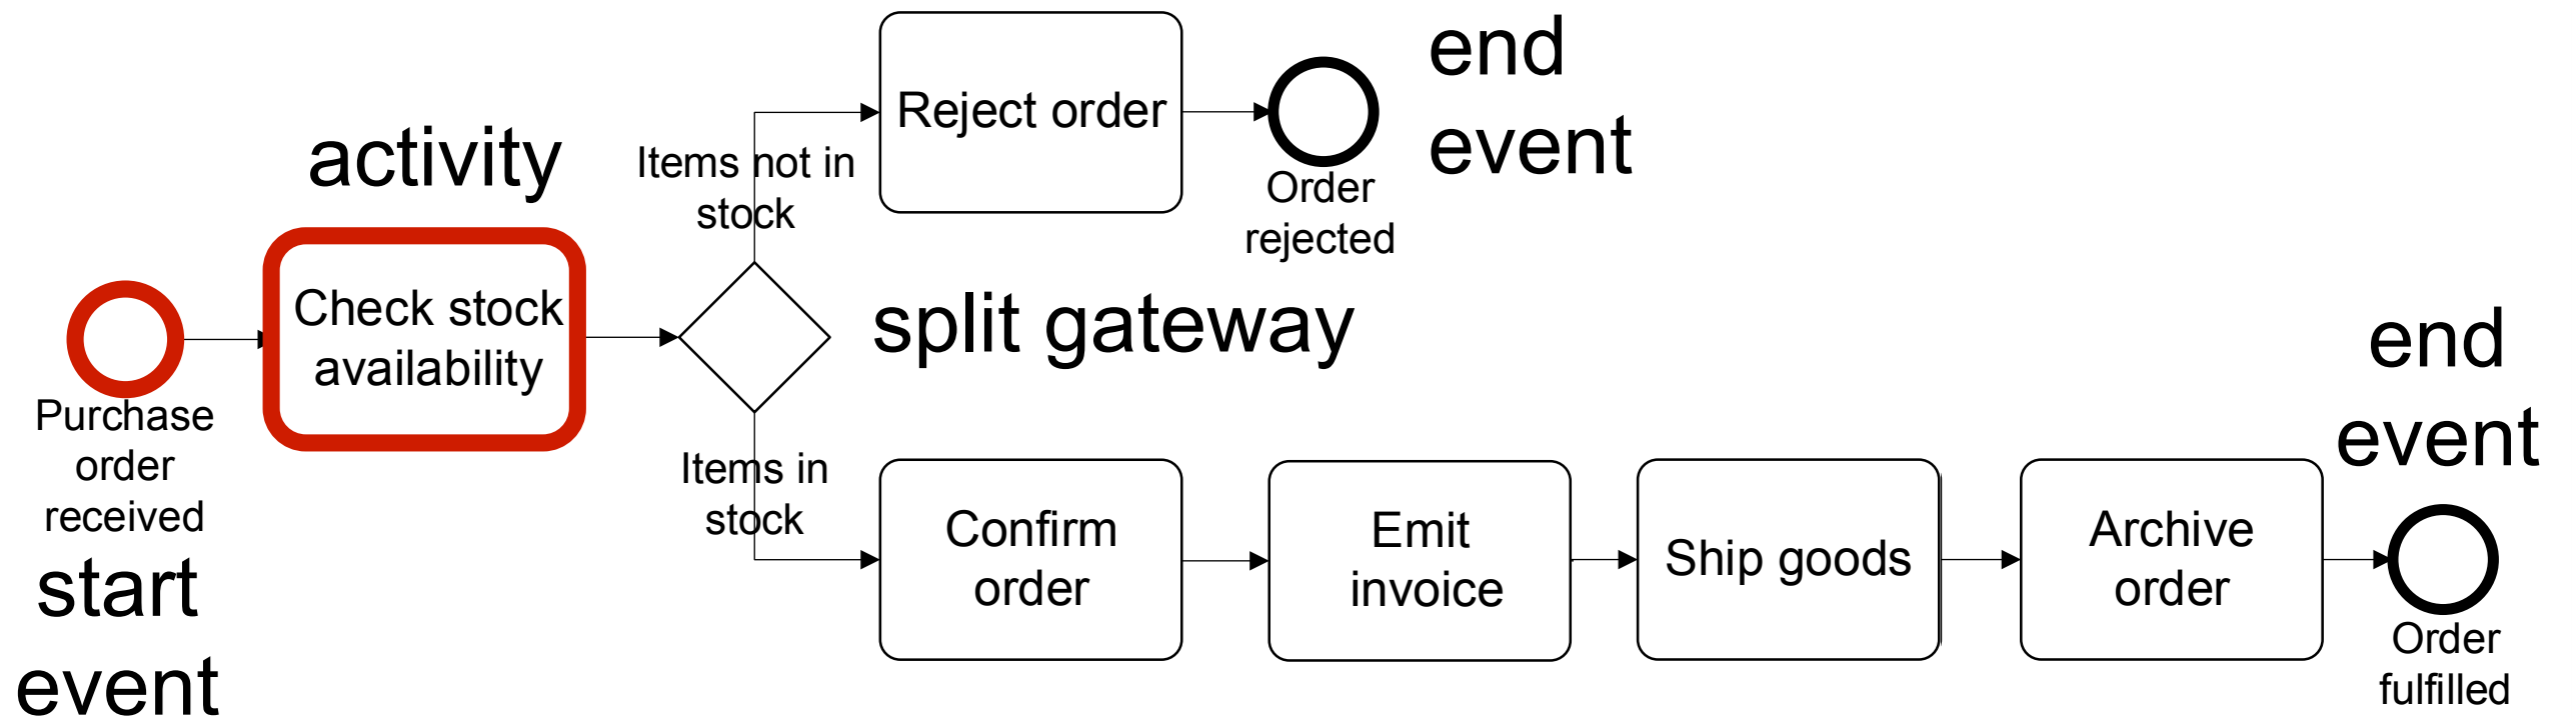 activity
Check stock
availability
Purchase
order
received
start
event
Items not in
stock
Reject order
Order
rejected
end
event
split gateway
Items in
stock
Confirm
order
Emit
invoice
Ship goods
Archive
order
end
event
Order
fulfilled